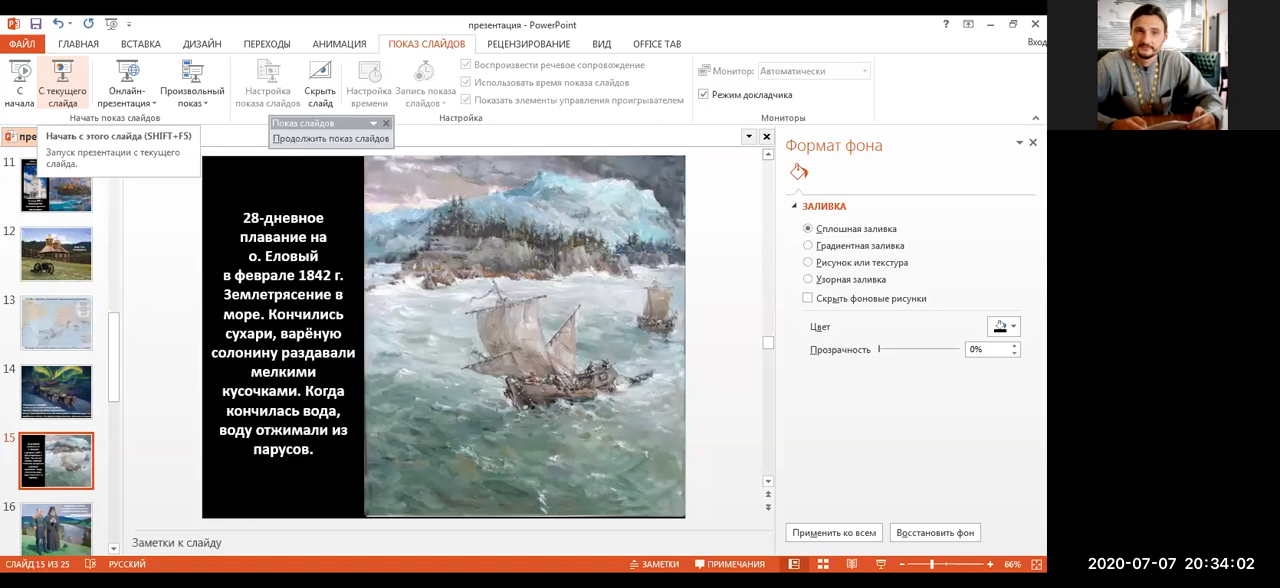 презентация - PowerPoint
?
ФАЙЛ ГЛАВНАЯ ВСТАВКА ДИЗАЙН ПЕРЕХОДЫ АНИМАЦИЯ ПОКАЗ СЛАЙДОВ РЕЦЕНЗИРОВАНИЕ ВИД OFFICE TAB
Вход
С начала
С текущего слайда
Онлайн-презентация
Произвольный показ
Начать показ слайдов
Настройка показа слайдов
Скрыть слайд
Настройка времени
Запись показа слайдов
Воспроизвести речевое сопровождение
Использовать время показа слайдов
Показать элементы управления проигрывателем
Настройка
Монитор: Автоматически
Режим докладчика
Мониторы
Показ слайдов
Продолжить показ слайдов
пре
Начать с этого слайда (SHIFT+F5)
Запуск презентации с текущего
слайда.
11
12
13
14
15
16
28-дневное
плавание на
о. Еловый
в феврале 1842 г.
Землетрясение в
море. Кончились
сухари, варёную
солонину раздавали
мелкими
кусочками. Когда
кончилась вода,
воду отжимали из
парусов.
Формат фона
ЗАЛИВКА
Сплошная заливка
Градиентная заливка
Рисунок или текстура
Узорная заливка
Скрыть фоновые рисунки
Цвет
Прозрачность 0%
Применить ко всем Восстановить фон
Заметки к слайду
СЛАЙД 15 ИЗ 25 РУССКИЙ ЗАМЕТКИ ПРИМЕЧАНИЯ 66%
2020-07-07 20:34:02